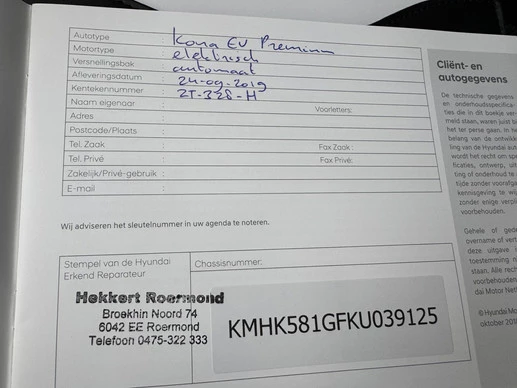 Autotype : Kona EV Premium
Motortype : elektrisch
Versnellingsbak : automaat
Afleveringsdatum : 24-09-2019
Kentekennummer : ZT-328-H
Naam eigenaar : Voorletters:
Adres :
Postcode/Plaats :
Tel. Zaak : Fax Zaak :
Tel. Privé : Fax Privé :
Zakelijk/Privé-gebruik :
E-mail :
Wij adviseren het sleutelnummer in uw agenda te noteren.
Stempel van de Hyundai
Erkend Reparateur
Chassisnummer:
Hekkert Roermond
Broekhin Noord 74
6042 EE Roermond
Telefoon 0475-322 333
KMHK581GFKU039125
Cliënt- en
autogegevens
De technische gegevens
en onderhoudsspecifica-
ties die in dit boekje ver-
meld staan, waren juist bi
het ter perse gaan. In he
belang van de ontwikke
ling van de Hyundai aut
wordt het recht om spe
ficaties, ontwerp, uit
ting of onderhoud te
tijde zonder voorafga
kennisgeving te wij
zonder enige verpli
voorbehouden.
Gehele of gede
overname of vert
deze uitgave
toestemming n
staan. Alle rech
voorbehouden
dai Motor Net
© Hyundai Mo
oktober 201